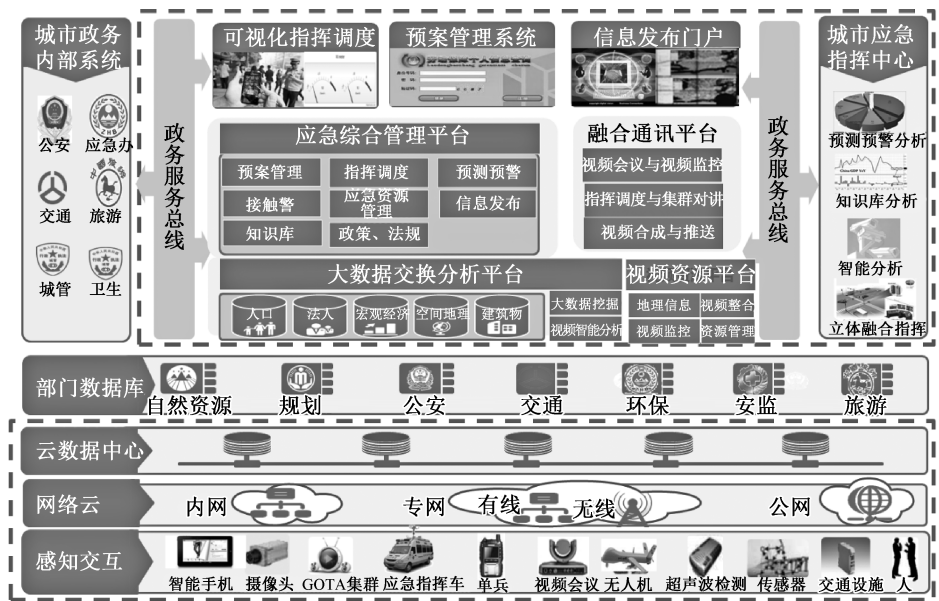 城市政务
内部系统
公安
应急办
交通
旅游
城管
卫生
政务服务总线
可视化指挥调度
预案管理系统
信息发布门户
应急综合管理平台
预案管理
指挥调度
预测预警
接触警
应急资源
管理
信息发布
知识库
政策、法规
融合通讯平台
视频会议与视频监控
指挥调度与集群对讲
视频合成与推送
大数据交换分析平台
人口
法人
宏观经济
空间地理
建筑物
大数据挖掘
视频智能分析
视频资源平台
地理信息
视频整合
视频监控
资源管理
政务服务总线
城市应急
指挥中心
预测预警分析
知识库分析
智能分析
立体融合指挥
部门数据库
自然资源
规划
公安
交通
环保
安监
旅游
云数据中心
网络云
内网
专网
有线
无线
公网
感知交互
智能手机
摄像头
GOTA集群
应急指挥车
单兵
视频会议
无人机
超声波检测
传感器
交通设施
人